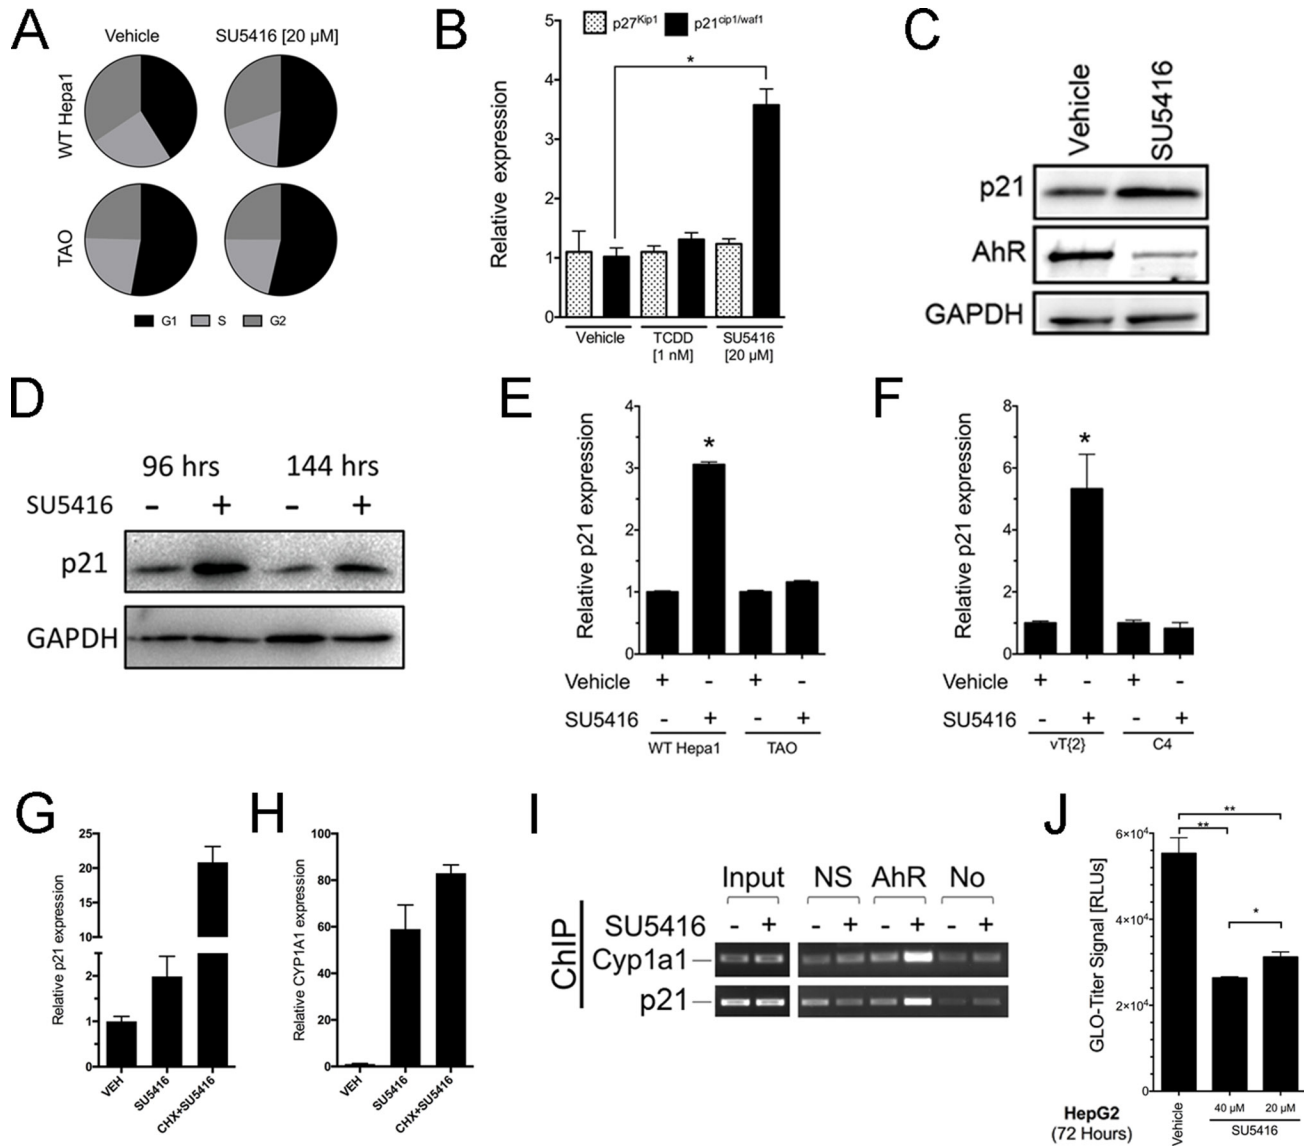 A
Vehicle
SU5416 [20 µM]
WT Hepa1
TAO
G1 S G2
B
p27Kip1 p21cip1/waf1
Relative expression
5
4
3
2
1
0
*
Vehicle
TCDD
[1 nM]
SU5416
[20 µM]
C
Vehicle
SU5416
p21
AhR
GAPDH
D
96 hrs 144 hrs
SU5416 - + - +
p21
GAPDH
E
Relative p21 expression
4
3
2
1
0
*
Vehicle + - + -
SU5416 - + - +
WT Hepa1 TAO
F
Relative p21 expression
8
6
4
2
0
*
Vehicle + - + -
SU5416 - + - +
vT{2} C4
G
Relative p21 expression
25
20
15
10
2
1
0
VEH
SU5416
CHX+SU5416
H
Relative CYP1A1 expression
100
80
60
40
20
0
VEH
SU5416
CHX+SU5416
I
ChIP
Input NS AhR No
SU5416 - + - + - + - +
Cyp1a1
p21
J
GLO-Titer Signal [RLUs]
6×10⁴
4×10⁴
2×10⁴
0
**
**
*
HepG2
(72 Hours)
Vehicle
40 µM 20 µM
SU5416